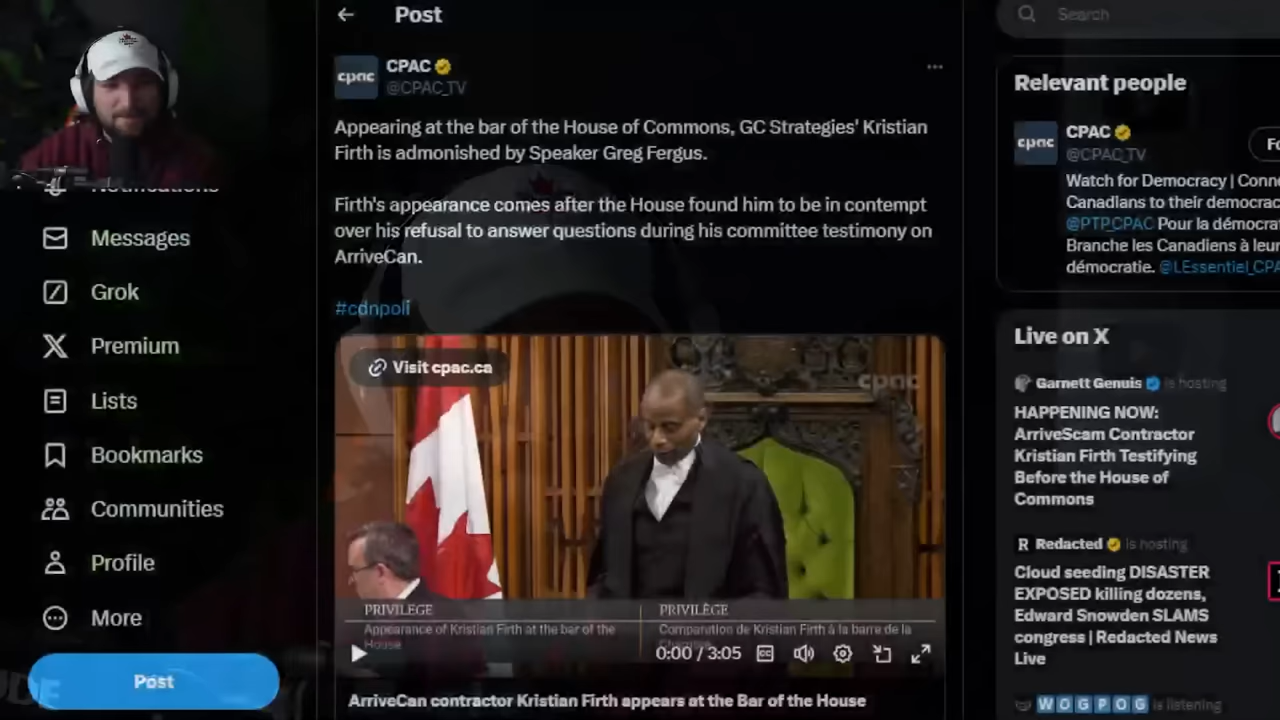 Post
Search
cpac
CPAC
@CPAC_TV
Appearing at the bar of the House of Commons, GC Strategies' Kristian
Firth is admonished by Speaker Greg Fergus.
Firth's appearance comes after the House found him to be in contempt
over his refusal to answer questions during his committee testimony on
ArriveCan.
#cdnpoli
Visit cpac.ca
cpac
PRIVILEGE
Appearance of Kristian Firth at the bar of the
House
PRIVILÈGE
Comparution de Kristian Firth à la barre de la
0:00 / 3:05
ArriveCan contractor Kristian Firth appears at the Bar of the House
Notifications
Messages
Grok
Premium
Lists
Bookmarks
Communities
Profile
More
Post
Relevant people
cpac
CPAC
@CPAC_TV
Fo
Watch for Democracy | Conne
Canadians to their democrac
@PTP_CPAC Pour la démocra
Branche les Canadiens à leur
démocratie. @LEssentiel_CPA
Live on X
Garnett Genuis is hosting
HAPPENING NOW:
ArriveScam Contractor
Kristian Firth Testifying
Before the House of
Commons
R Redacted is hosting
Cloud seeding DISASTER
EXPOSED killing dozens,
Edward Snowden SLAMS
congress | Redacted News
Live
WOGPOG is listening